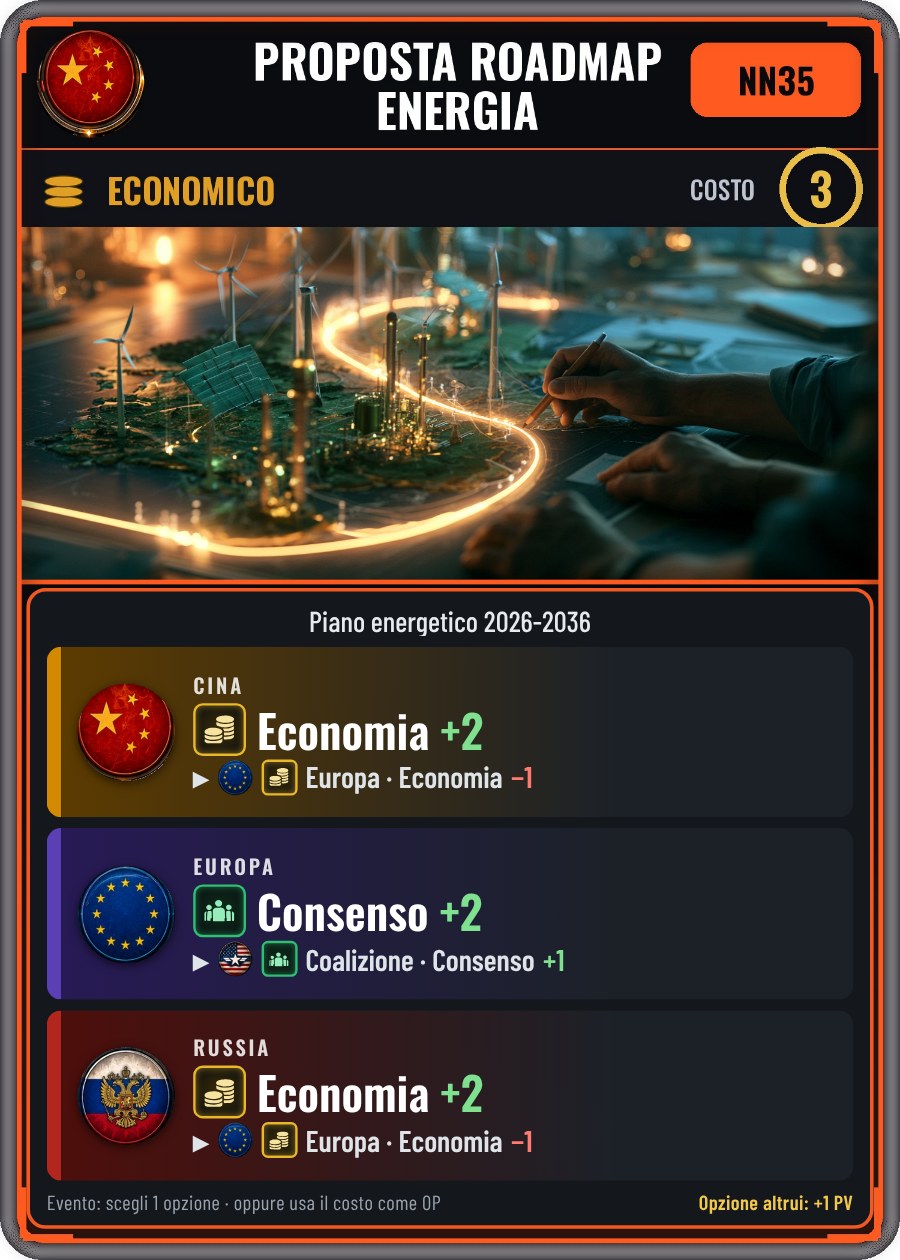 PROPOSTA ROADMAP
ENERGIA
NN35
ECONOMICO
COSTO
3
Piano energetico 2026-2036
CINA
Economia +2
▶ Europa · Economia −1
EUROPA
Consenso +2
▶ Coalizione · Consenso +1
RUSSIA
Economia +2
▶ Europa · Economia −1
Evento: scegli 1 opzione · oppure usa il costo come OP
Opzione altrui: +1 PV